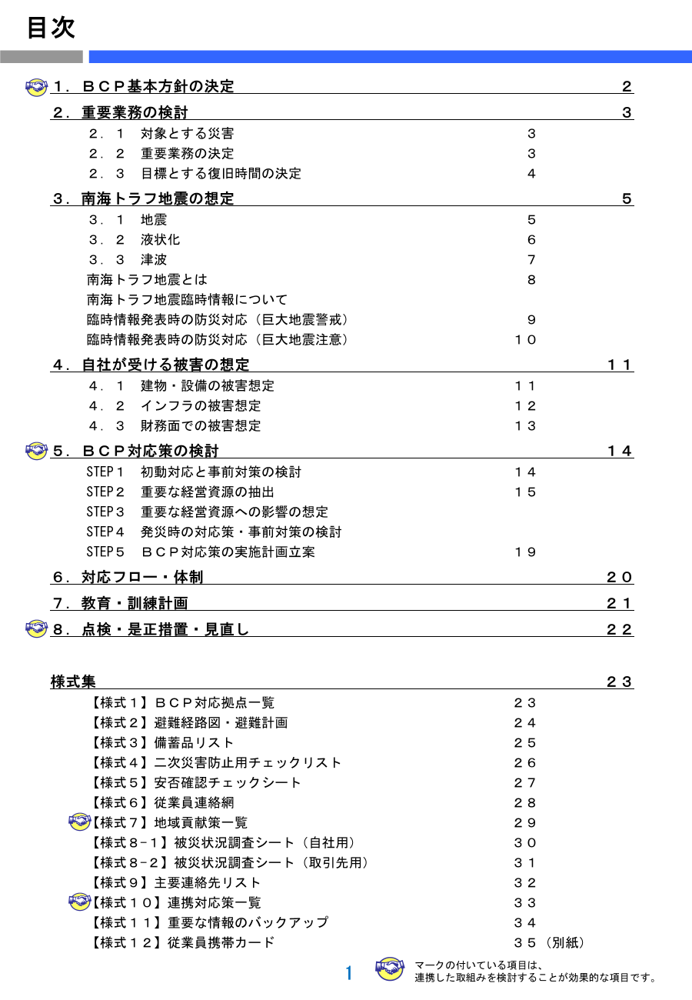 目次
１．ＢＣＰ基本方針の決定 ２
２．重要業務の検討 ３
２．１ 対象とする災害 ３
２．２ 重要業務の決定 ３
２．３ 目標とする復旧時間の決定 ４
３．南海トラフ地震の想定 ５
３．１ 地震 ５
３．２ 液状化 ６
３．３ 津波 ７
南海トラフ地震とは ８
南海トラフ地震臨時情報について
臨時情報発表時の防災対応（巨大地震警戒） ９
臨時情報発表時の防災対応（巨大地震注意） １０
４．自社が受ける被害の想定 １１
４．１ 建物・設備の被害想定 １１
４．２ インフラの被害想定 １２
４．３ 財務面での被害想定 １３
５．ＢＣＰ対応策の検討 １４
STEP１ 初動対応と事前対策の検討 １４
STEP２ 重要な経営資源の抽出 １５
STEP３ 重要な経営資源への影響の想定
STEP４ 発災時の対応策・事前対策の検討
STEP５ ＢＣＰ対応策の実施計画立案 １９
６．対応フロー・体制 ２０
７．教育・訓練計画 ２１
８．点検・是正措置・見直し ２２
様式集 ２３
【様式１】ＢＣＰ対応拠点一覧 ２３
【様式２】避難経路図・避難計画 ２４
【様式３】備蓄品リスト ２５
【様式４】二次災害防止用チェックリスト ２６
【様式５】安否確認チェックシート ２７
【様式６】従業員連絡網 ２８
【様式７】地域貢献策一覧 ２９
【様式８-１】被災状況調査シート（自社用） ３０
【様式８-２】被災状況調査シート（取引先用） ３１
【様式９】主要連絡先リスト ３２
【様式１０】連携対応策一覧 ３３
【様式１１】重要な情報のバックアップ ３４
【様式１２】従業員携帯カード ３５（別紙）
マークの付いている項目は、
連携した取組みを検討することが効果的な項目です。
1